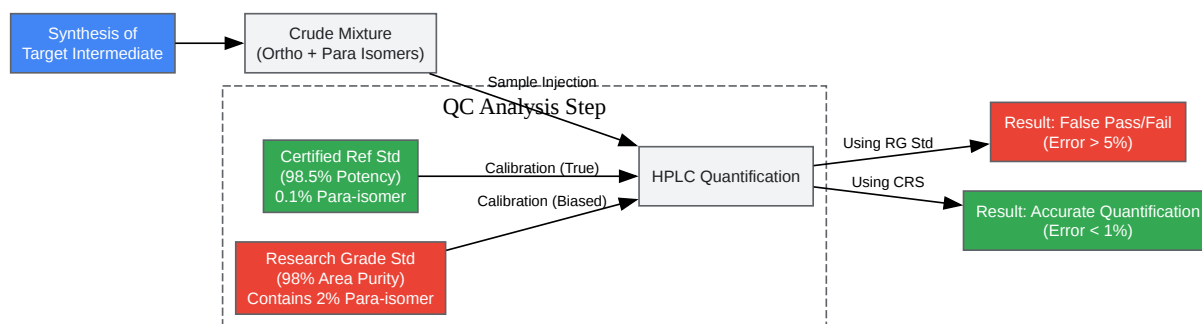 Synthesis of
Target Intermediate
Crude Mixture
(Ortho + Para Isomers)
Sample Injection
QC Analysis Step
Certified Ref Std
(98.5% Potency)
0.1% Para-isomer
Calibration (True)
HPLC Quantification
Calibration (Biased)
Research Grade Std
(98% Area Purity)
Contains 2% Para-isomer
Using RG Std
Result: False Pass/Fail
(Error > 5%)
Using CRS
Result: Accurate Quantification
(Error < 1%)